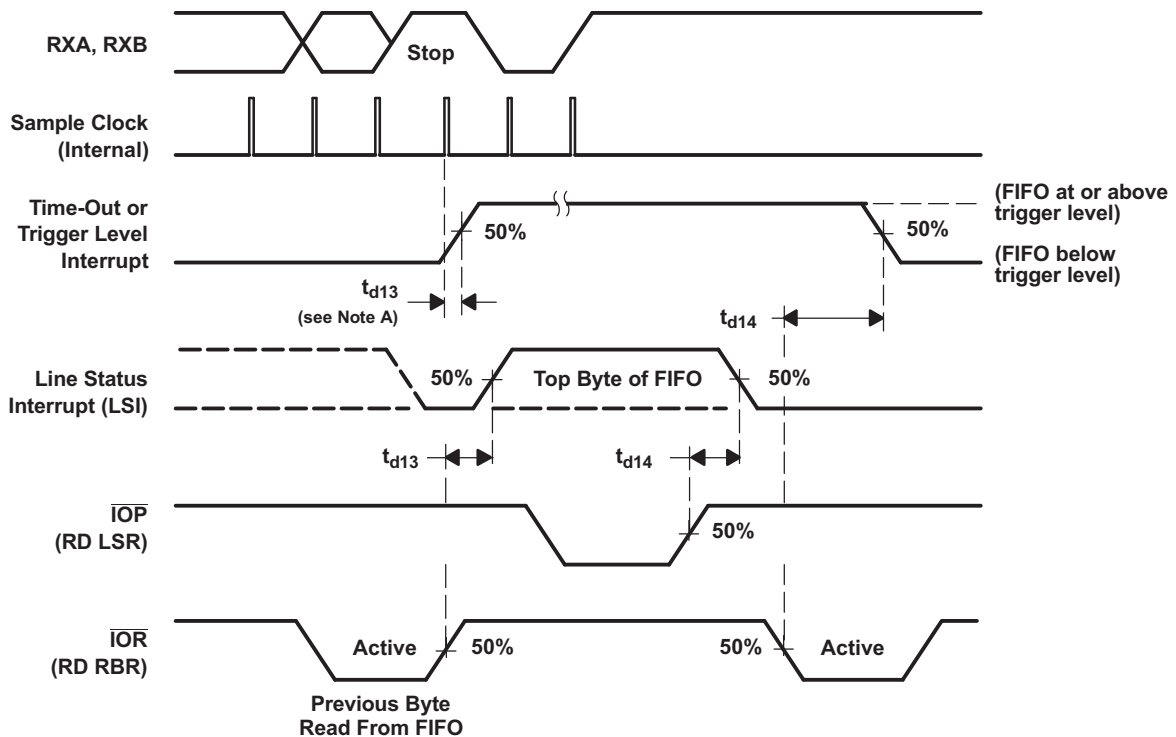 RXA, RXB
Stop
Sample Clock
(Internal)
Time-Out or
Trigger Level
Interrupt
50%
50%
(FIFO at or above
trigger level)
(FIFO below
trigger level)
td13
(see Note A)
td14
Line Status
Interrupt (LSI)
50%
Top Byte of FIFO
50%
td13
td14
IOP
(RD LSR)
50%
IOR
(RD RBR)
Active
50%
50%
Active
Previous Byte
Read From FIFO